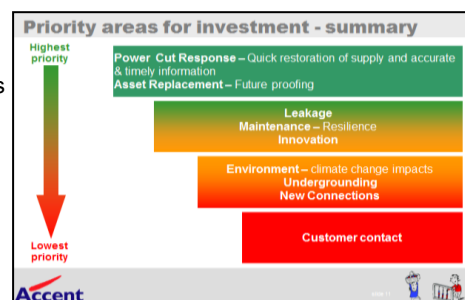 Priority areas for investment - summary
Highest
priority
Power Cut Response – Quick restoration of supply and accurate
& timely information
Asset Replacement – Future proofing
s
Leakage
Maintenance – Resilience
Innovation
Environment – climate change impacts
Undergrounding
New Connections
Customer contact
Lowest
priority
Accent